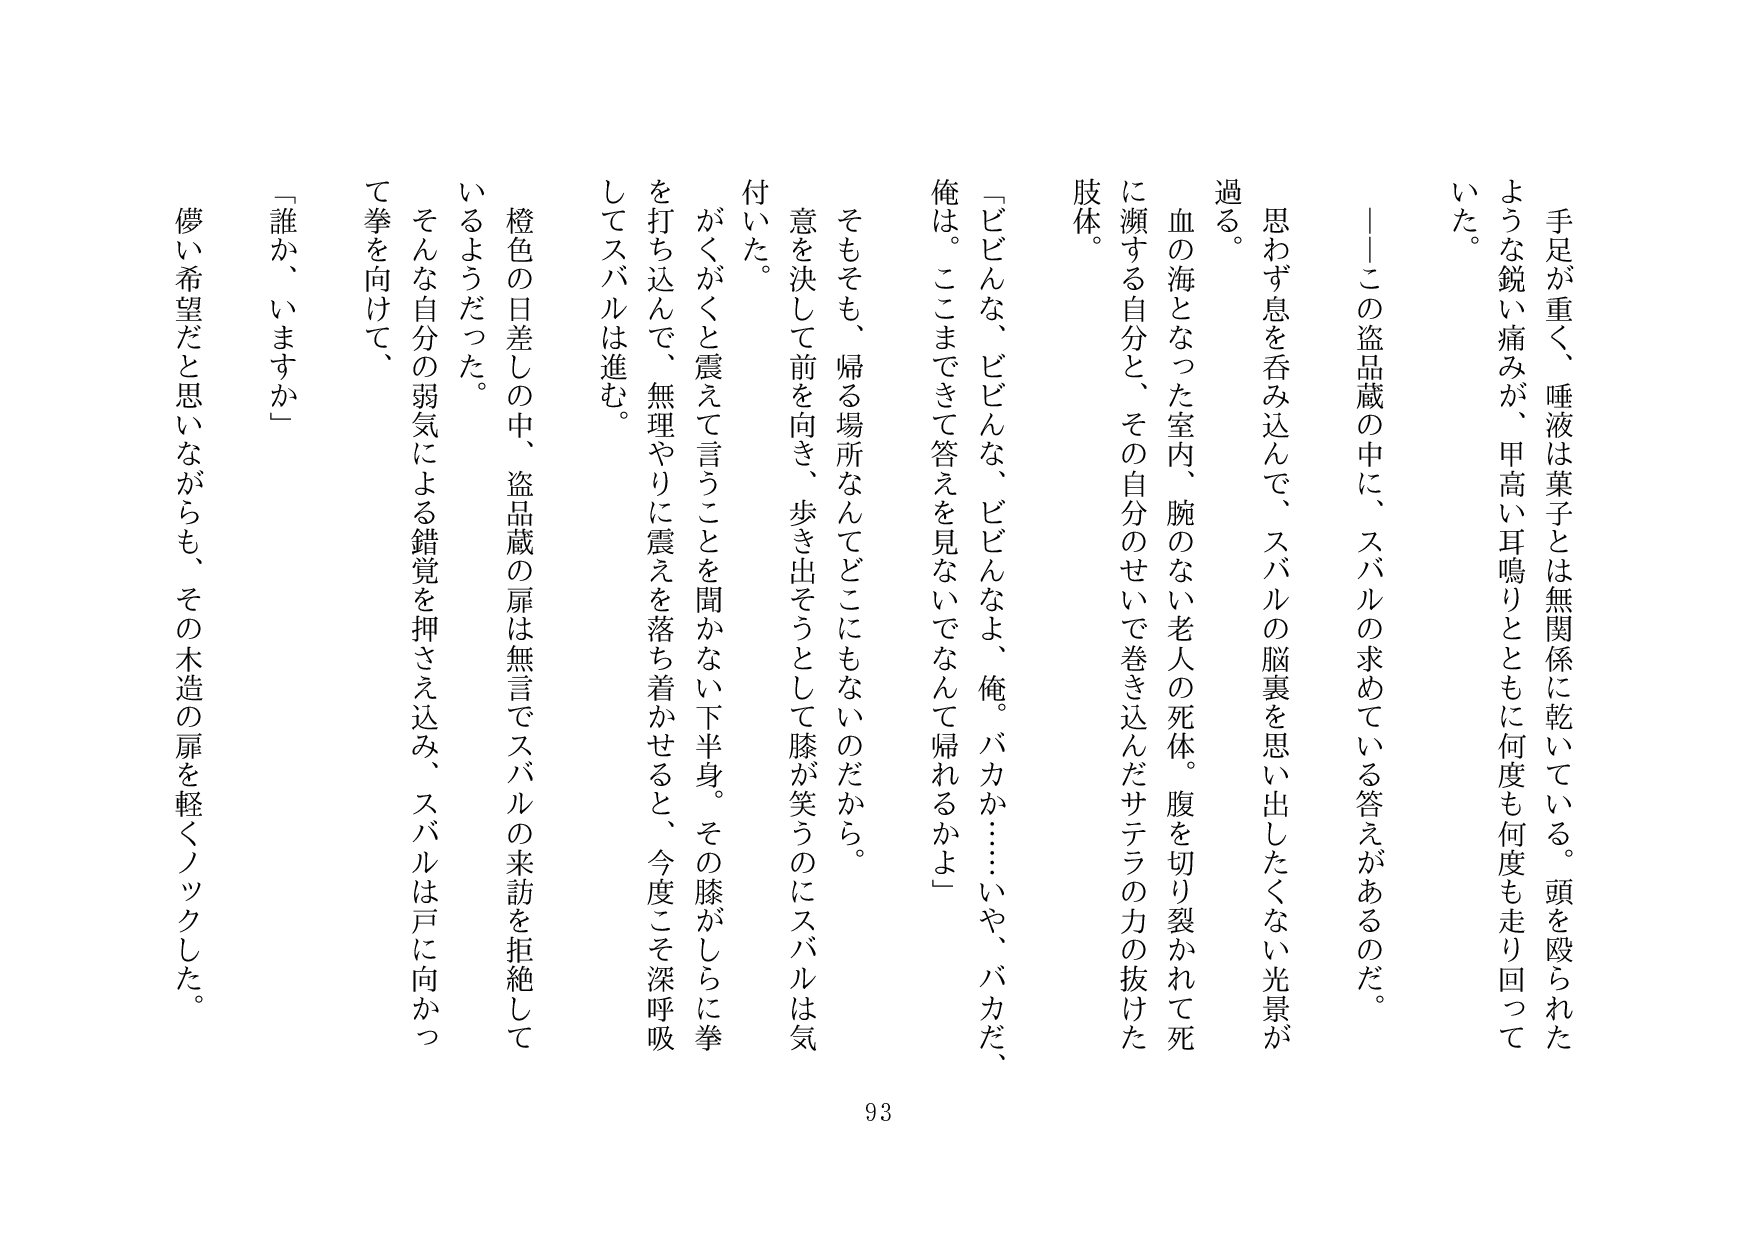 手足が重く、唾液は菓子とは無関係に乾いている。頭を殴られた
ような鋭い痛みが、甲高い耳鳴りとともに何度も何度も走り回って
いた。
――この盗品蔵の中に、スバルの求めている答えがあるのだ。
思わず息を呑み込んで、スバルの脳裏を思い出したくない光景が
過る。
血の海となった室内、腕のない老人の死体。腹を切り裂かれて死
に瀕する自分と、その自分のせいで巻き込んだサテラの力の抜けた
肢体。
「ビビんな、ビビんな、ビビんなよ、俺。バカか……いや、バカだ、
俺は。ここまできて答えを見ないでなんて帰れるかよ」
そもそも、帰る場所なんてどこにもないのだから。
意を決して前を向き、歩き出そうとして膝が笑うのにスバルは気
付いた。
がくがくと震えて言うことを聞かない下半身。その膝がしらに拳
を打ち込んで、無理やりに震えを落ち着かせると、今度こそ深呼吸
してスバルは進む。
橙色の日差しの中、盗品蔵の扉は無言でスバルの来訪を拒絶して
いるようだった。
そんな自分の弱気による錯覚を押さえ込み、スバルは戸に向かっ
て拳を向けて、
「誰か、いますか」
儚い希望だと思いながらも、その木造の扉を軽くノックした。
93